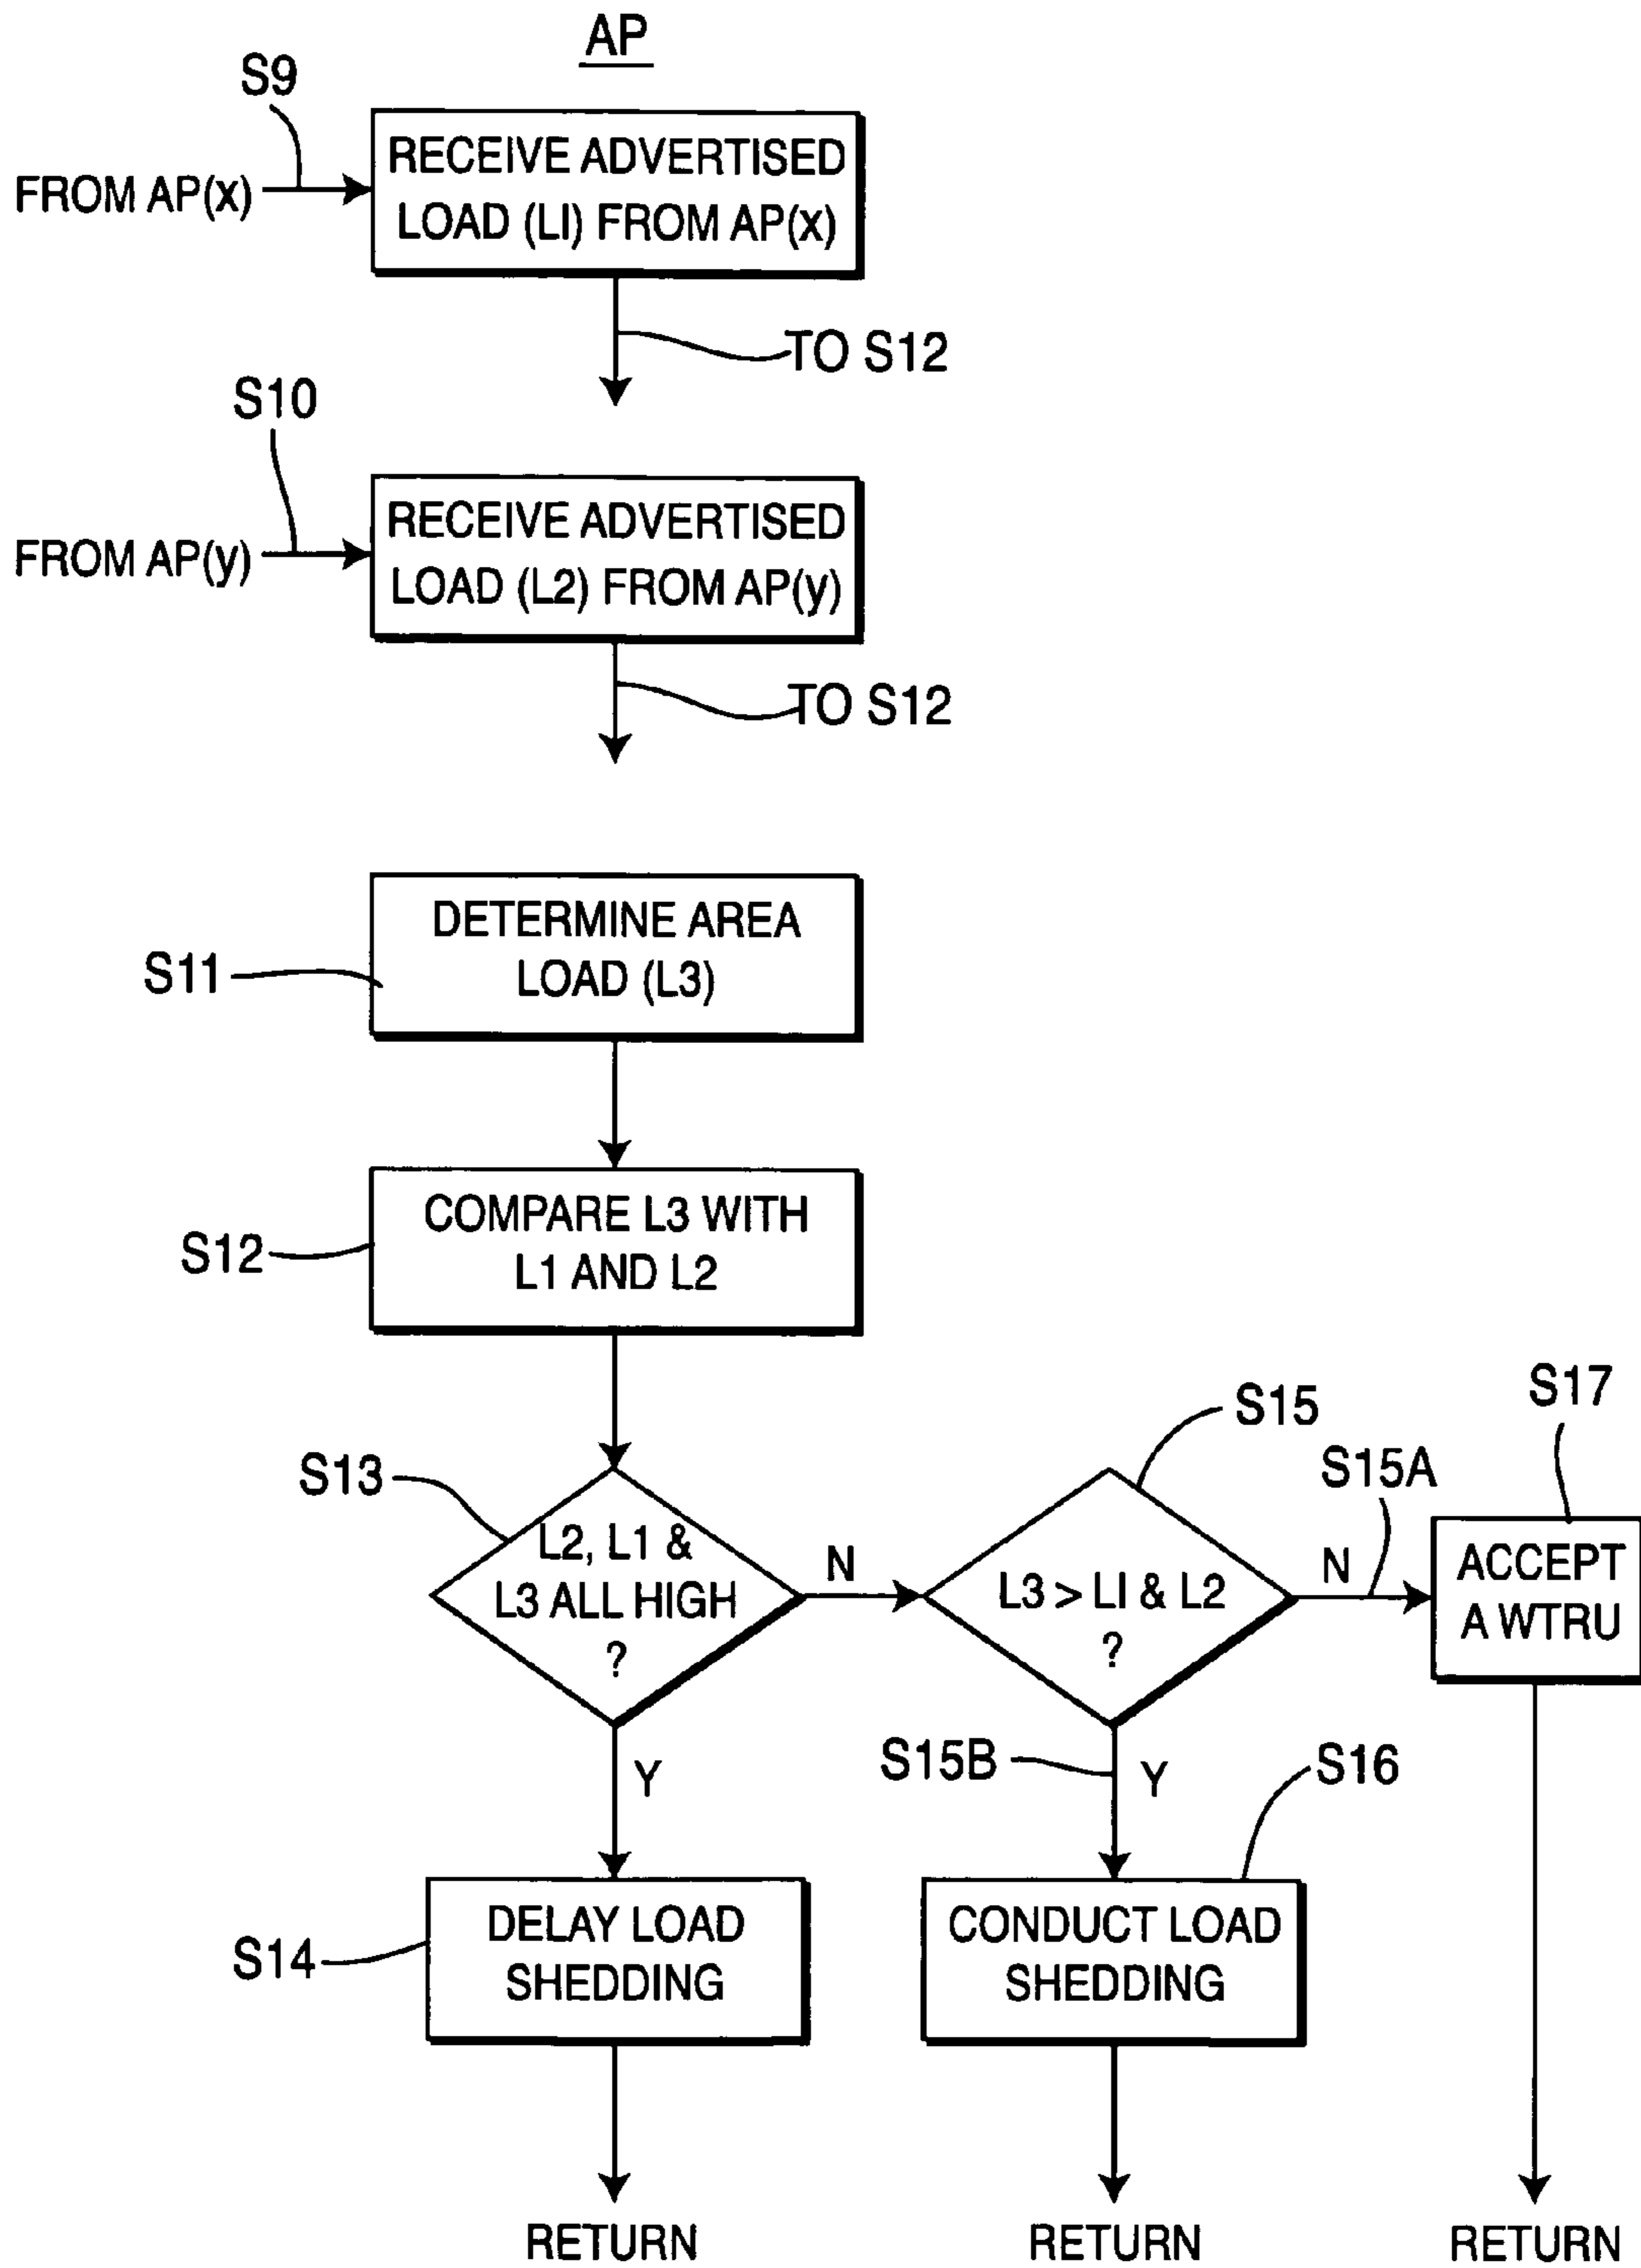 AP
S9
RECEIVE ADVERTISED
LOAD (LI) FROM AP(x)
FROM AP(x)
TO S12
S10
RECEIVE ADVERTISED
LOAD (L2) FROM AP(y)
FROM AP(y)
TO S12
DETERMINE AREA
LOAD (L3)
S11
COMPARE L3 WITH
L1 AND L2
S12
S13
L2, L1 &
L3 ALL HIGH
?
N
S15
L3 > LI & L2
?
S15A
N
S17
ACCEPT
A WTRU
Y
S15B
Y
S16
S14
DELAY LOAD
SHEDDING
CONDUCT LOAD
SHEDDING
RETURN
RETURN
RETURN